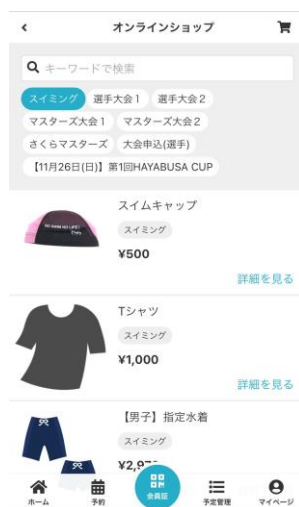 オンラインショップ
キーワードで検索
スイミング 選手大会1 選手大会2
マスターズ大会1 マスターズ大会2
さくらマスターズ 大会申込(選手)
【11月26日(日)】第1回HAYABUSA CUP
スイムキャップ
スイミング
¥500
詳細を見る
Tシャツ
スイミング
¥1,000
詳細を見る
【男子】指定水着
スイミング
ホーム 予約 会員証 予定管理 マイページ